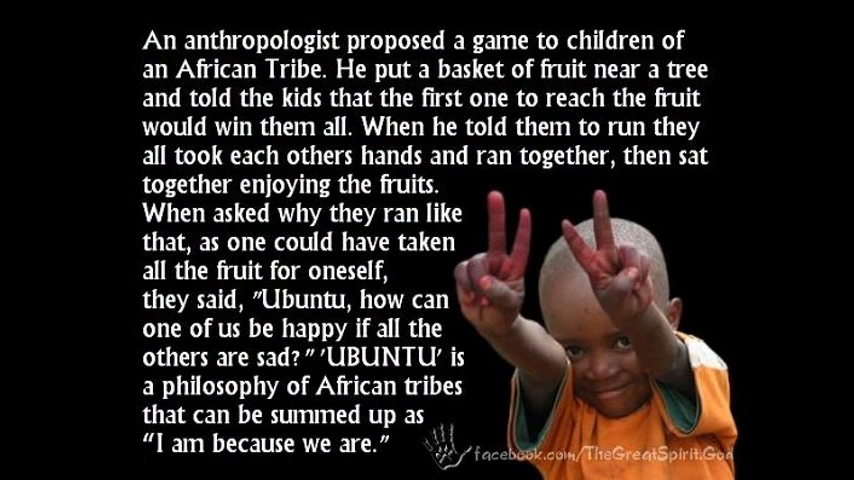 An anthropologist proposed a game to children of
an African Tribe. He put a basket of fruit near a tree
and told the kids that the first one to reach the fruit
would win them all. When he told them to run they
all took each others hands and ran together, then sat
together enjoying the fruits.
When asked why they ran like
that, as one could have taken
all the fruit for oneself,
they said, "Ubuntu, how can
one of us be happy if all the
others are sad?" 'UBUNTU' is
a philosophy of African tribes
that can be summed up as
“I am because we are.”
facebook.com/TheGreatSpirit.God